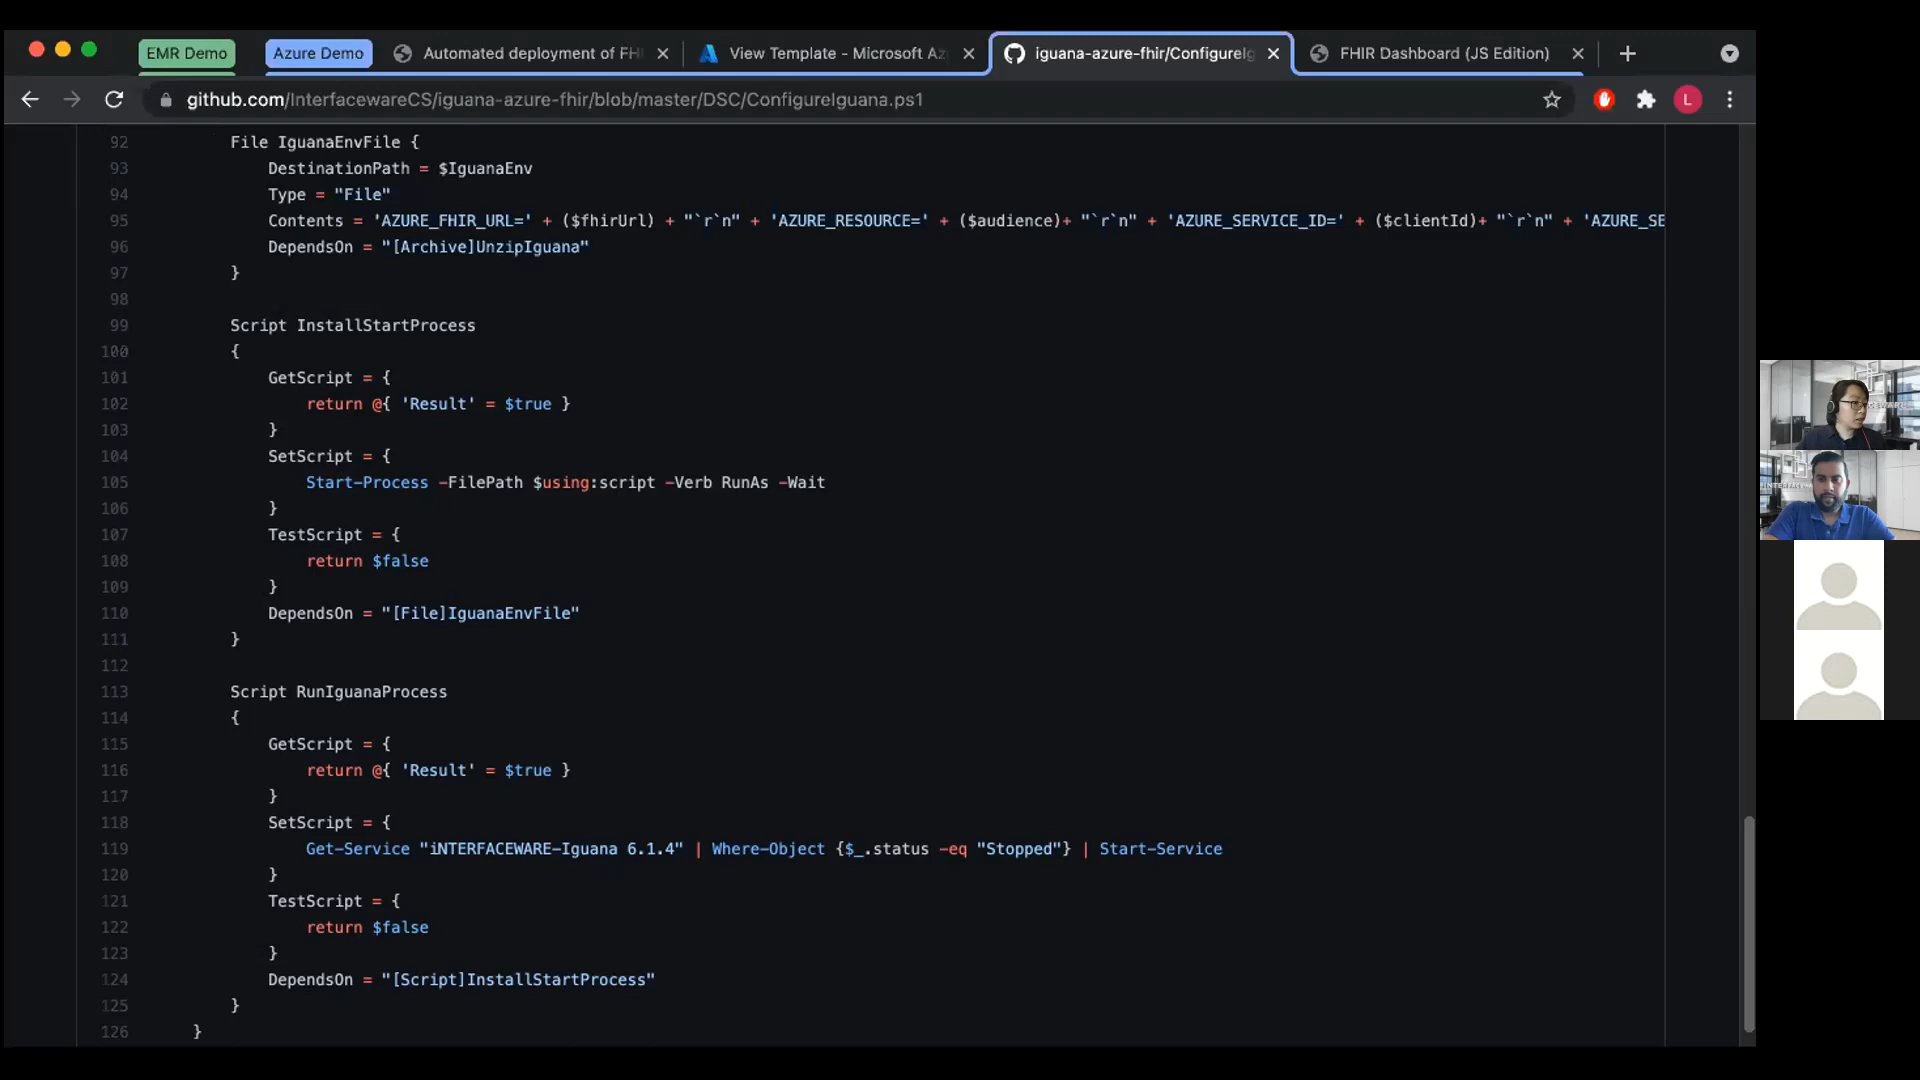 EMR Demo
Azure Demo
Automated deployment of FH
View Template - Microsoft Az
iguana-azure-fhir/ConfigureIg
FHIR Dashboard (JS Edition)
github.com/InterfacewareCS/iguana-azure-fhir/blob/master/DSC/ConfigureIguana.ps1
L
92 File IguanaEnvFile {
93 DestinationPath = $IguanaEnv
94 Type = "File"
95 Contents = 'AZURE_FHIR_URL=' + ($fhirUrl) + "`r`n" + 'AZURE_RESOURCE=' + ($audience)+ "`r`n" + 'AZURE_SERVICE_ID=' + ($clientId)+ "`r`n" + 'AZURE_SE
96 DependsOn = "[Archive]UnzipIguana"
97 }
98
99 Script InstallStartProcess
100 {
101 GetScript = {
102 return @{ 'Result' = $true }
103 }
104 SetScript = {
105 Start-Process -FilePath $using:script -Verb RunAs -Wait
106 }
107 TestScript = {
108 return $false
109 }
110 DependsOn = "[File]IguanaEnvFile"
111 }
112
113 Script RunIguanaProcess
114 {
115 GetScript = {
116 return @{ 'Result' = $true }
117 }
118 SetScript = {
119 Get-Service "iNTERFACEWARE-Iguana 6.1.4" | Where-Object {$_.status -eq "Stopped"} | Start-Service
120 }
121 TestScript = {
122 return $false
123 }
124 DependsOn = "[Script]InstallStartProcess"
125 }
126 }